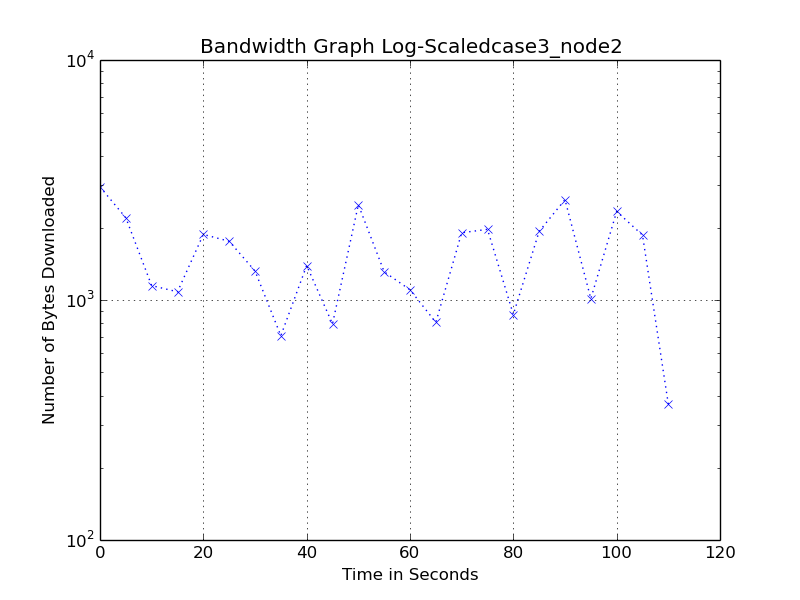 Bandwidth Graph Log-Scaledcase3_node2
Number of Bytes Downloaded
10^4
10^3
10^2
0 20 40 60 80 100 120
Time in Seconds